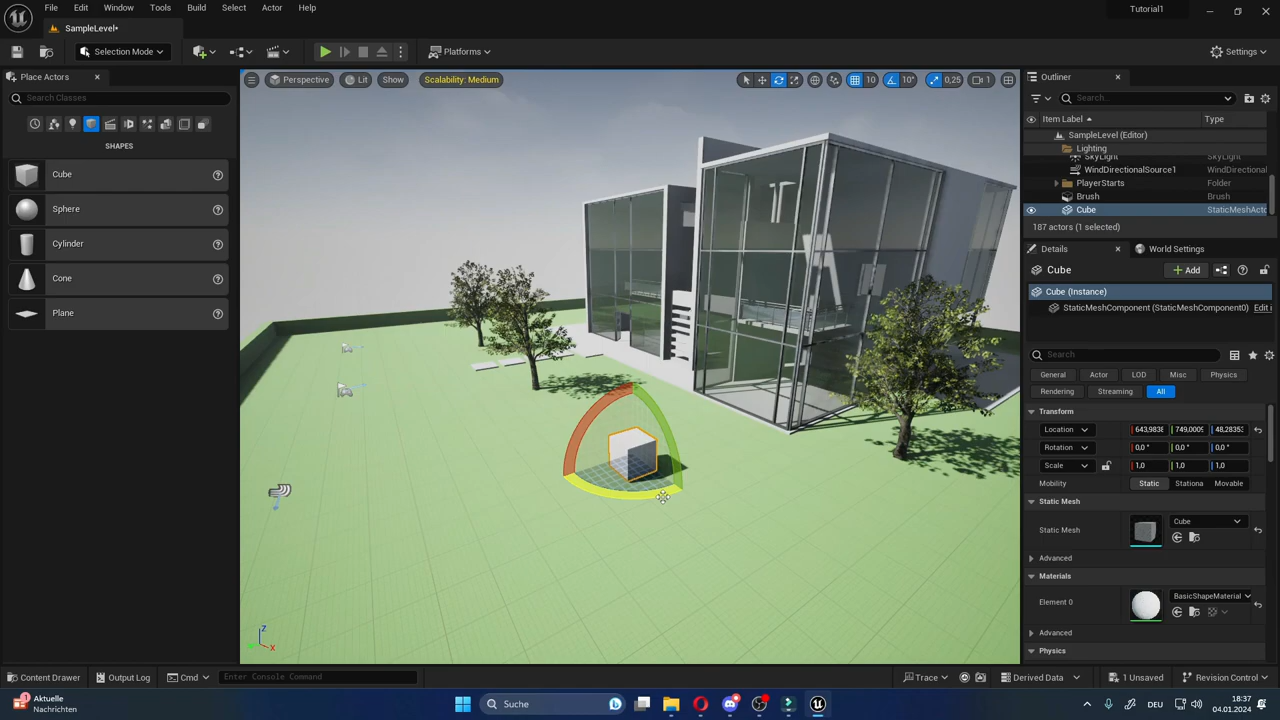 File Edit Window Tools Build Select Actor Help
Tutorial1
SampleLevel*
Selection Mode
Platforms
Settings
Place Actors
Search Classes
SHAPES
Cube
Sphere
Cylinder
Cone
Plane
Perspective
Lit
Show
Scalability: Medium
10
10°
0,25
1
Outliner
Search...
Item Label
Type
SampleLevel (Editor)
Lighting
SkyLight SkyLight
WindDirectionalSource1 WindDirectional
PlayerStarts Folder
Brush Brush
Cube StaticMeshActo
187 actors (1 selected)
Details
World Settings
Cube
+ Add
Cube (Instance)
StaticMeshComponent (StaticMeshComponent0) Edit i
Search
General Actor LOD Misc Physics
Rendering Streaming All
Transform
Location 643,9838 749,0009 48,28353
Rotation 0,0 ° 0,0 ° 0,0 °
Scale 1,0 1,0 1,0
Mobility Static Stationa Movable
Static Mesh
Static Mesh Cube
Advanced
Materials
Element 0 BasicShapeMaterial
Advanced
Physics
Z
X
Content Drawer
Output Log
Cmd
Enter Console Command
Trace
Derived Data
1 Unsaved
Revision Control
Aktuelle
Nachrichten
Suche
DEU
18:37
04.01.2024